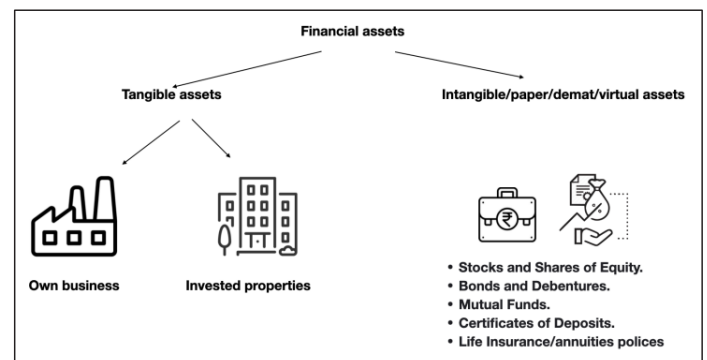 Financial assets
Tangible assets
Intangible/paper/demat/virtual assets
₹
%
Own business
Invested properties
• Stocks and Shares of Equity.
• Bonds and Debentures.
• Mutual Funds.
• Certificates of Deposits.
• Life Insurance/annuities polices